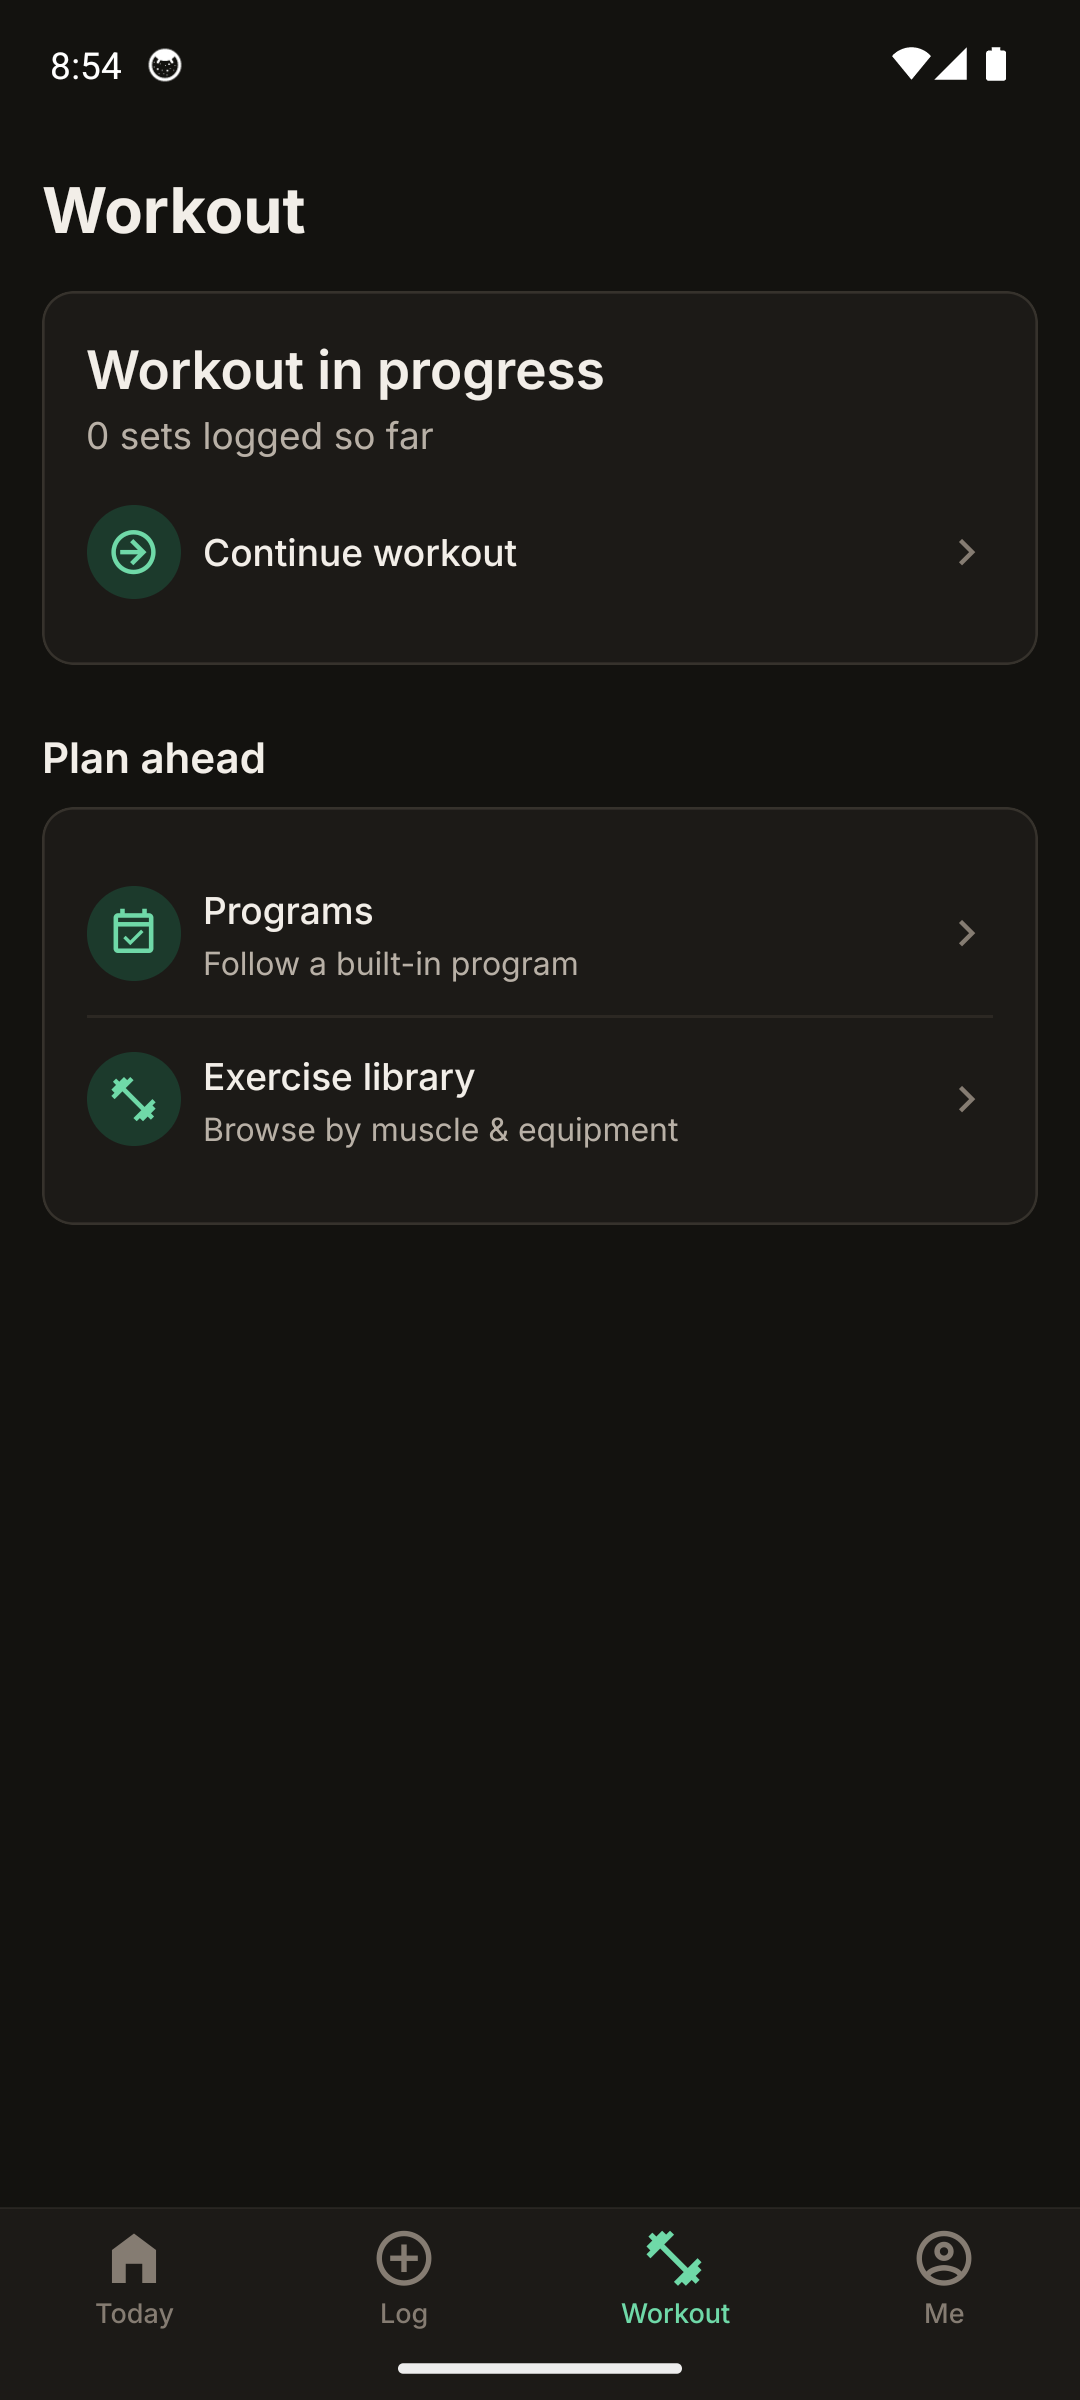 8:54
Workout
Workout in progress
0 sets logged so far
Continue workout
Plan ahead
Programs
Follow a built-in program
Exercise library
Browse by muscle & equipment
Today
Log
Workout
Me